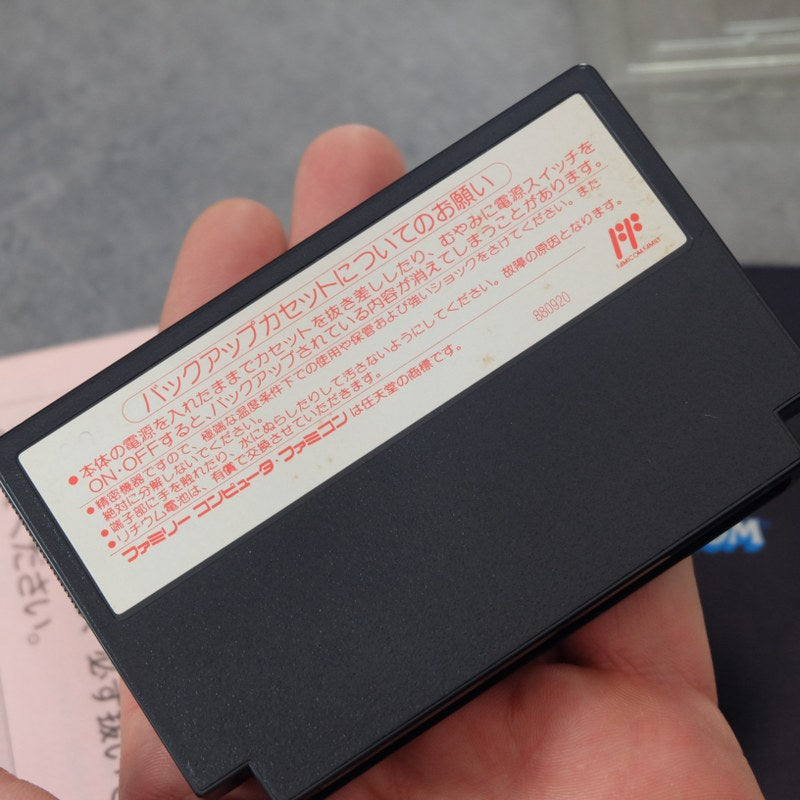 バックアップカセットについてのお願い
●本体の電源を入れたままでカセットを抜き差ししたり、むやみに電源スイッチを
ON・OFFすると、バックアップされている内容が消えてしまうことがあります。
●精密機器ですので、極端な温度条件下での使用や保管および強いショックをさけてください。また
絶対に分解しないでください。
●端子部に手を触れたり、水にぬらしたりして汚さないようにしてください。故障の原因となります。
●リチウム電池は、有償で交換させていただきます。
ファミリーコンピュータ・ファミコンは任天堂の商標です。
880920
FAMICOM FAMILY
ください。
必ず抜い
OM